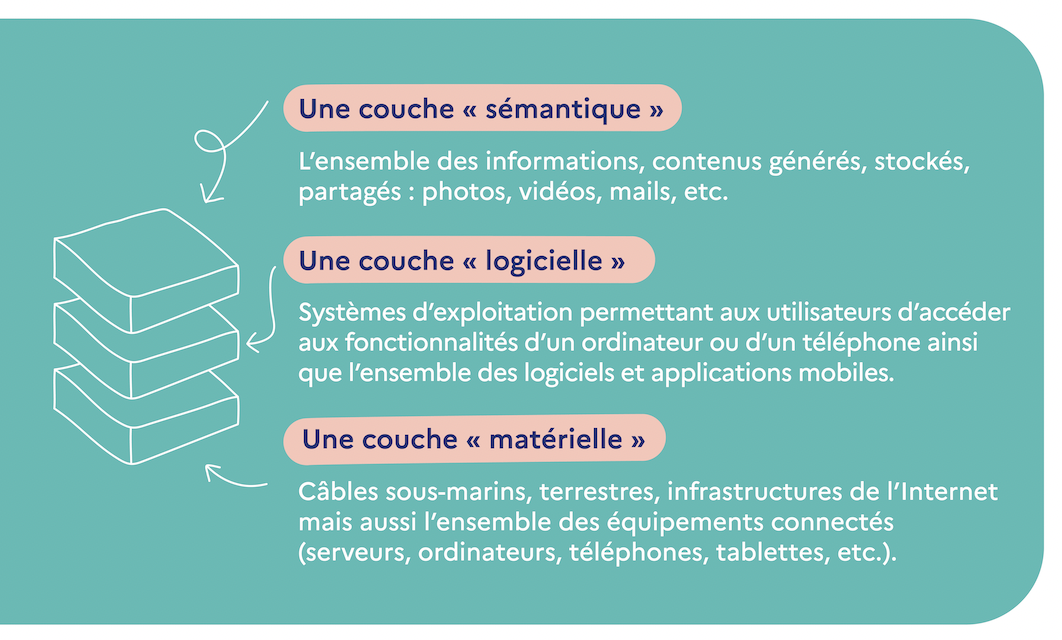 Une couche « sémantique »
L’ensemble des informations, contenus générés, stockés,
partagés : photos, vidéos, mails, etc.
Une couche « logicielle »
Systèmes d’exploitation permettant aux utilisateurs d’accéder
aux fonctionnalités d’un ordinateur ou d’un téléphone ainsi
que l’ensemble des logiciels et applications mobiles.
Une couche « matérielle »
Câbles sous-marins, terrestres, infrastructures de l’Internet
mais aussi l’ensemble des équipements connectés
(serveurs, ordinateurs, téléphones, tablettes, etc.).